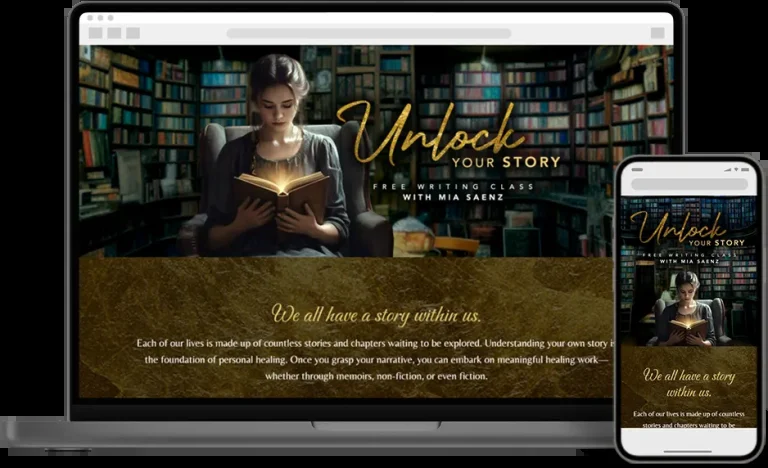 Unlock
YOUR STORY
FREE WRITING CLASS
WITH MIA SAENZ
We all have a story within us.
Each of our lives is made up of countless stories and chapters waiting to be explored. Understanding your own story is
the foundation of personal healing. Once you grasp your narrative, you can embark on meaningful healing work—
whether through memoirs, non-fiction, or even fiction.
Unlock
YOUR STORY
FREE WRITING CLASS
WITH MIA SAENZ
We all have a story
within us.
Each of our lives is made up of countless
stories and chapters waiting to be